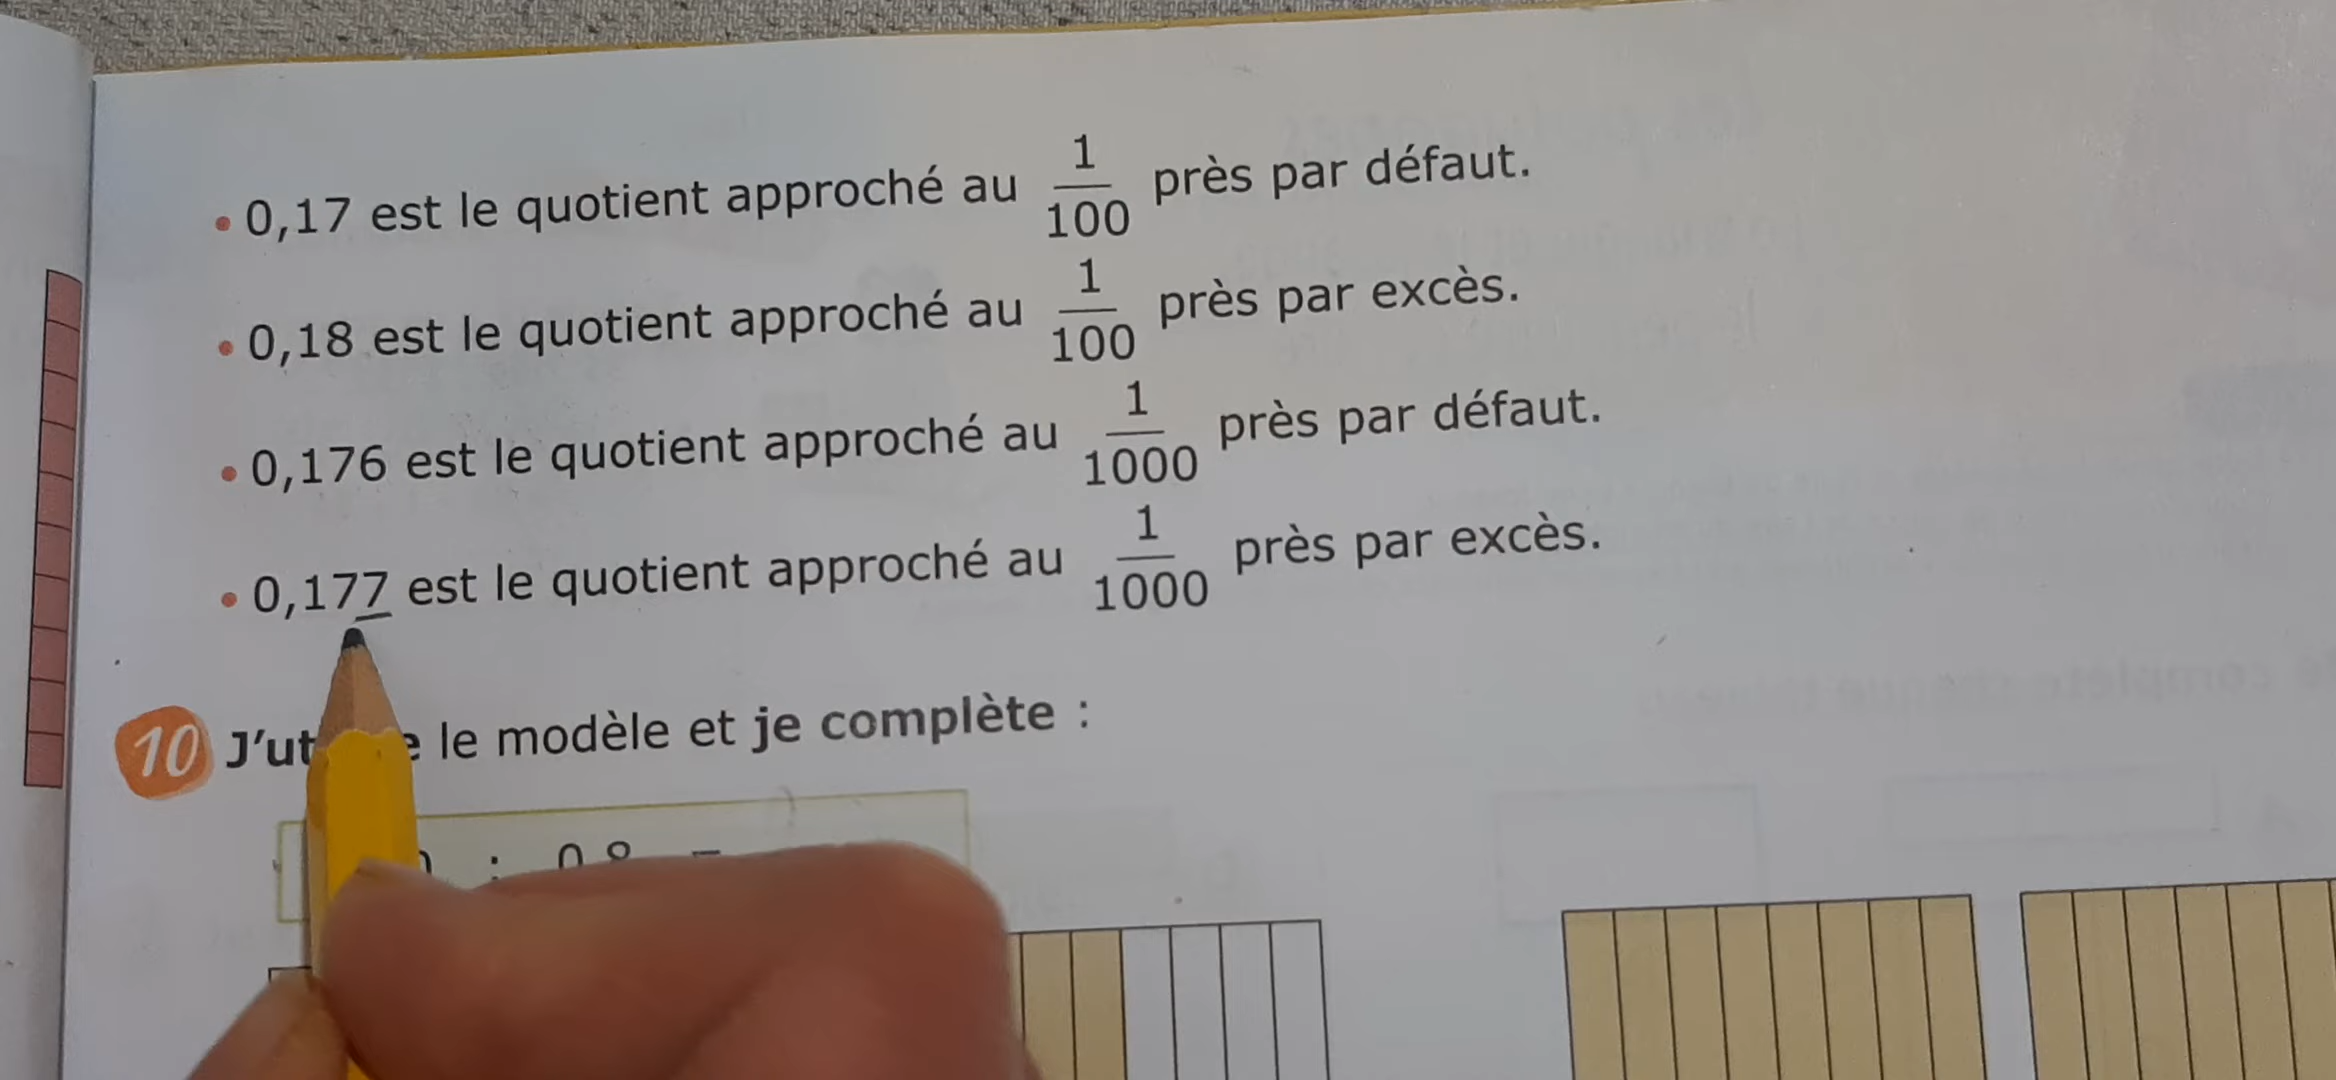 • 0,17 est le quotient approché au 1/100 près par défaut.
• 0,18 est le quotient approché au 1/100 près par excès.
• 0,176 est le quotient approché au 1/1000 près par défaut.
• 0,177 est le quotient approché au 1/1000 près par excès.
10 le modèle et je complète :
: 0,8